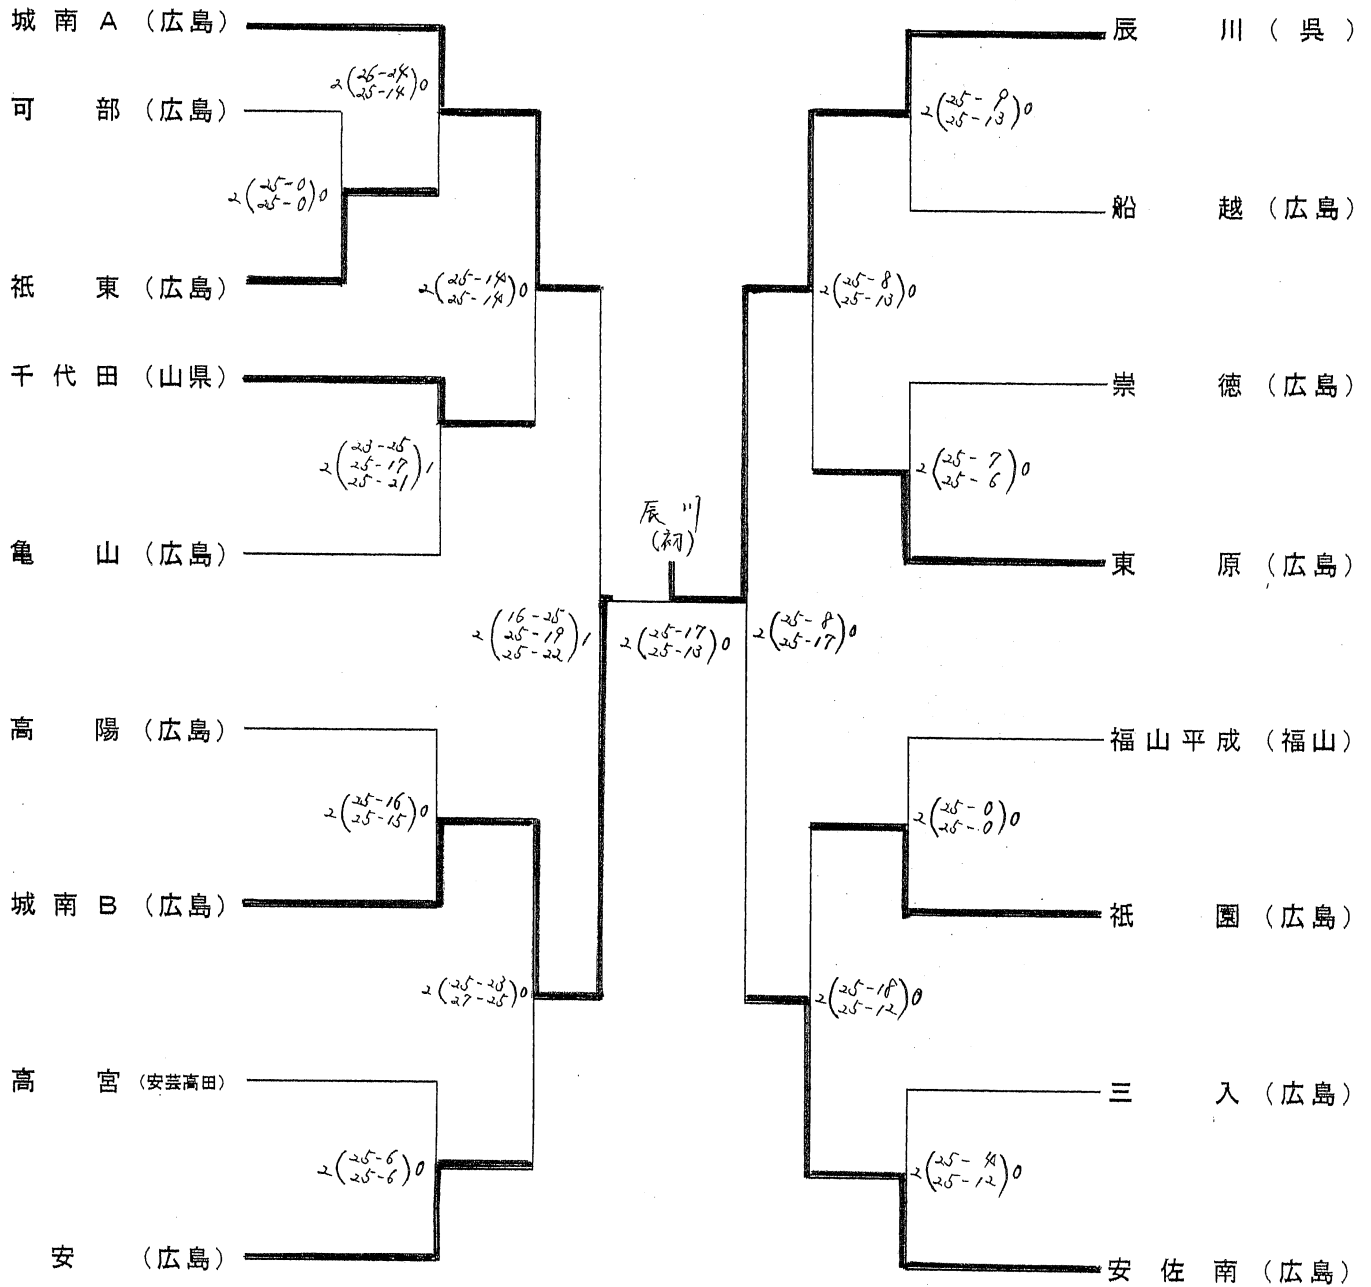 城南A（広島）
2(26-24 25-14)0
可部（広島）
2(25-0 25-0)0
祇東（広島）
2(25-14 25-14)0
千代田（山県）
2(23-25 25-17 25-21)1
亀山（広島）
2(16-25 25-19 25-22)1
高陽（広島）
2(25-16 25-15)0
城南B（広島）
2(25-23 27-25)0
高宮（安芸高田）
2(25-6 25-6)0
安（広島）
辰川
(初)
2(25-17 25-13)0
辰川（呉）
2(25-9 25-13)0
船越（広島）
2(25-8 25-13)0
崇徳（広島）
2(25-7 25-6)0
東原（広島）
2(25-8 25-17)0
福山平成（福山）
2(25-0 25-0)0
祇園（広島）
2(25-18 25-12)0
三入（広島）
2(25-4 25-12)0
安佐南（広島）